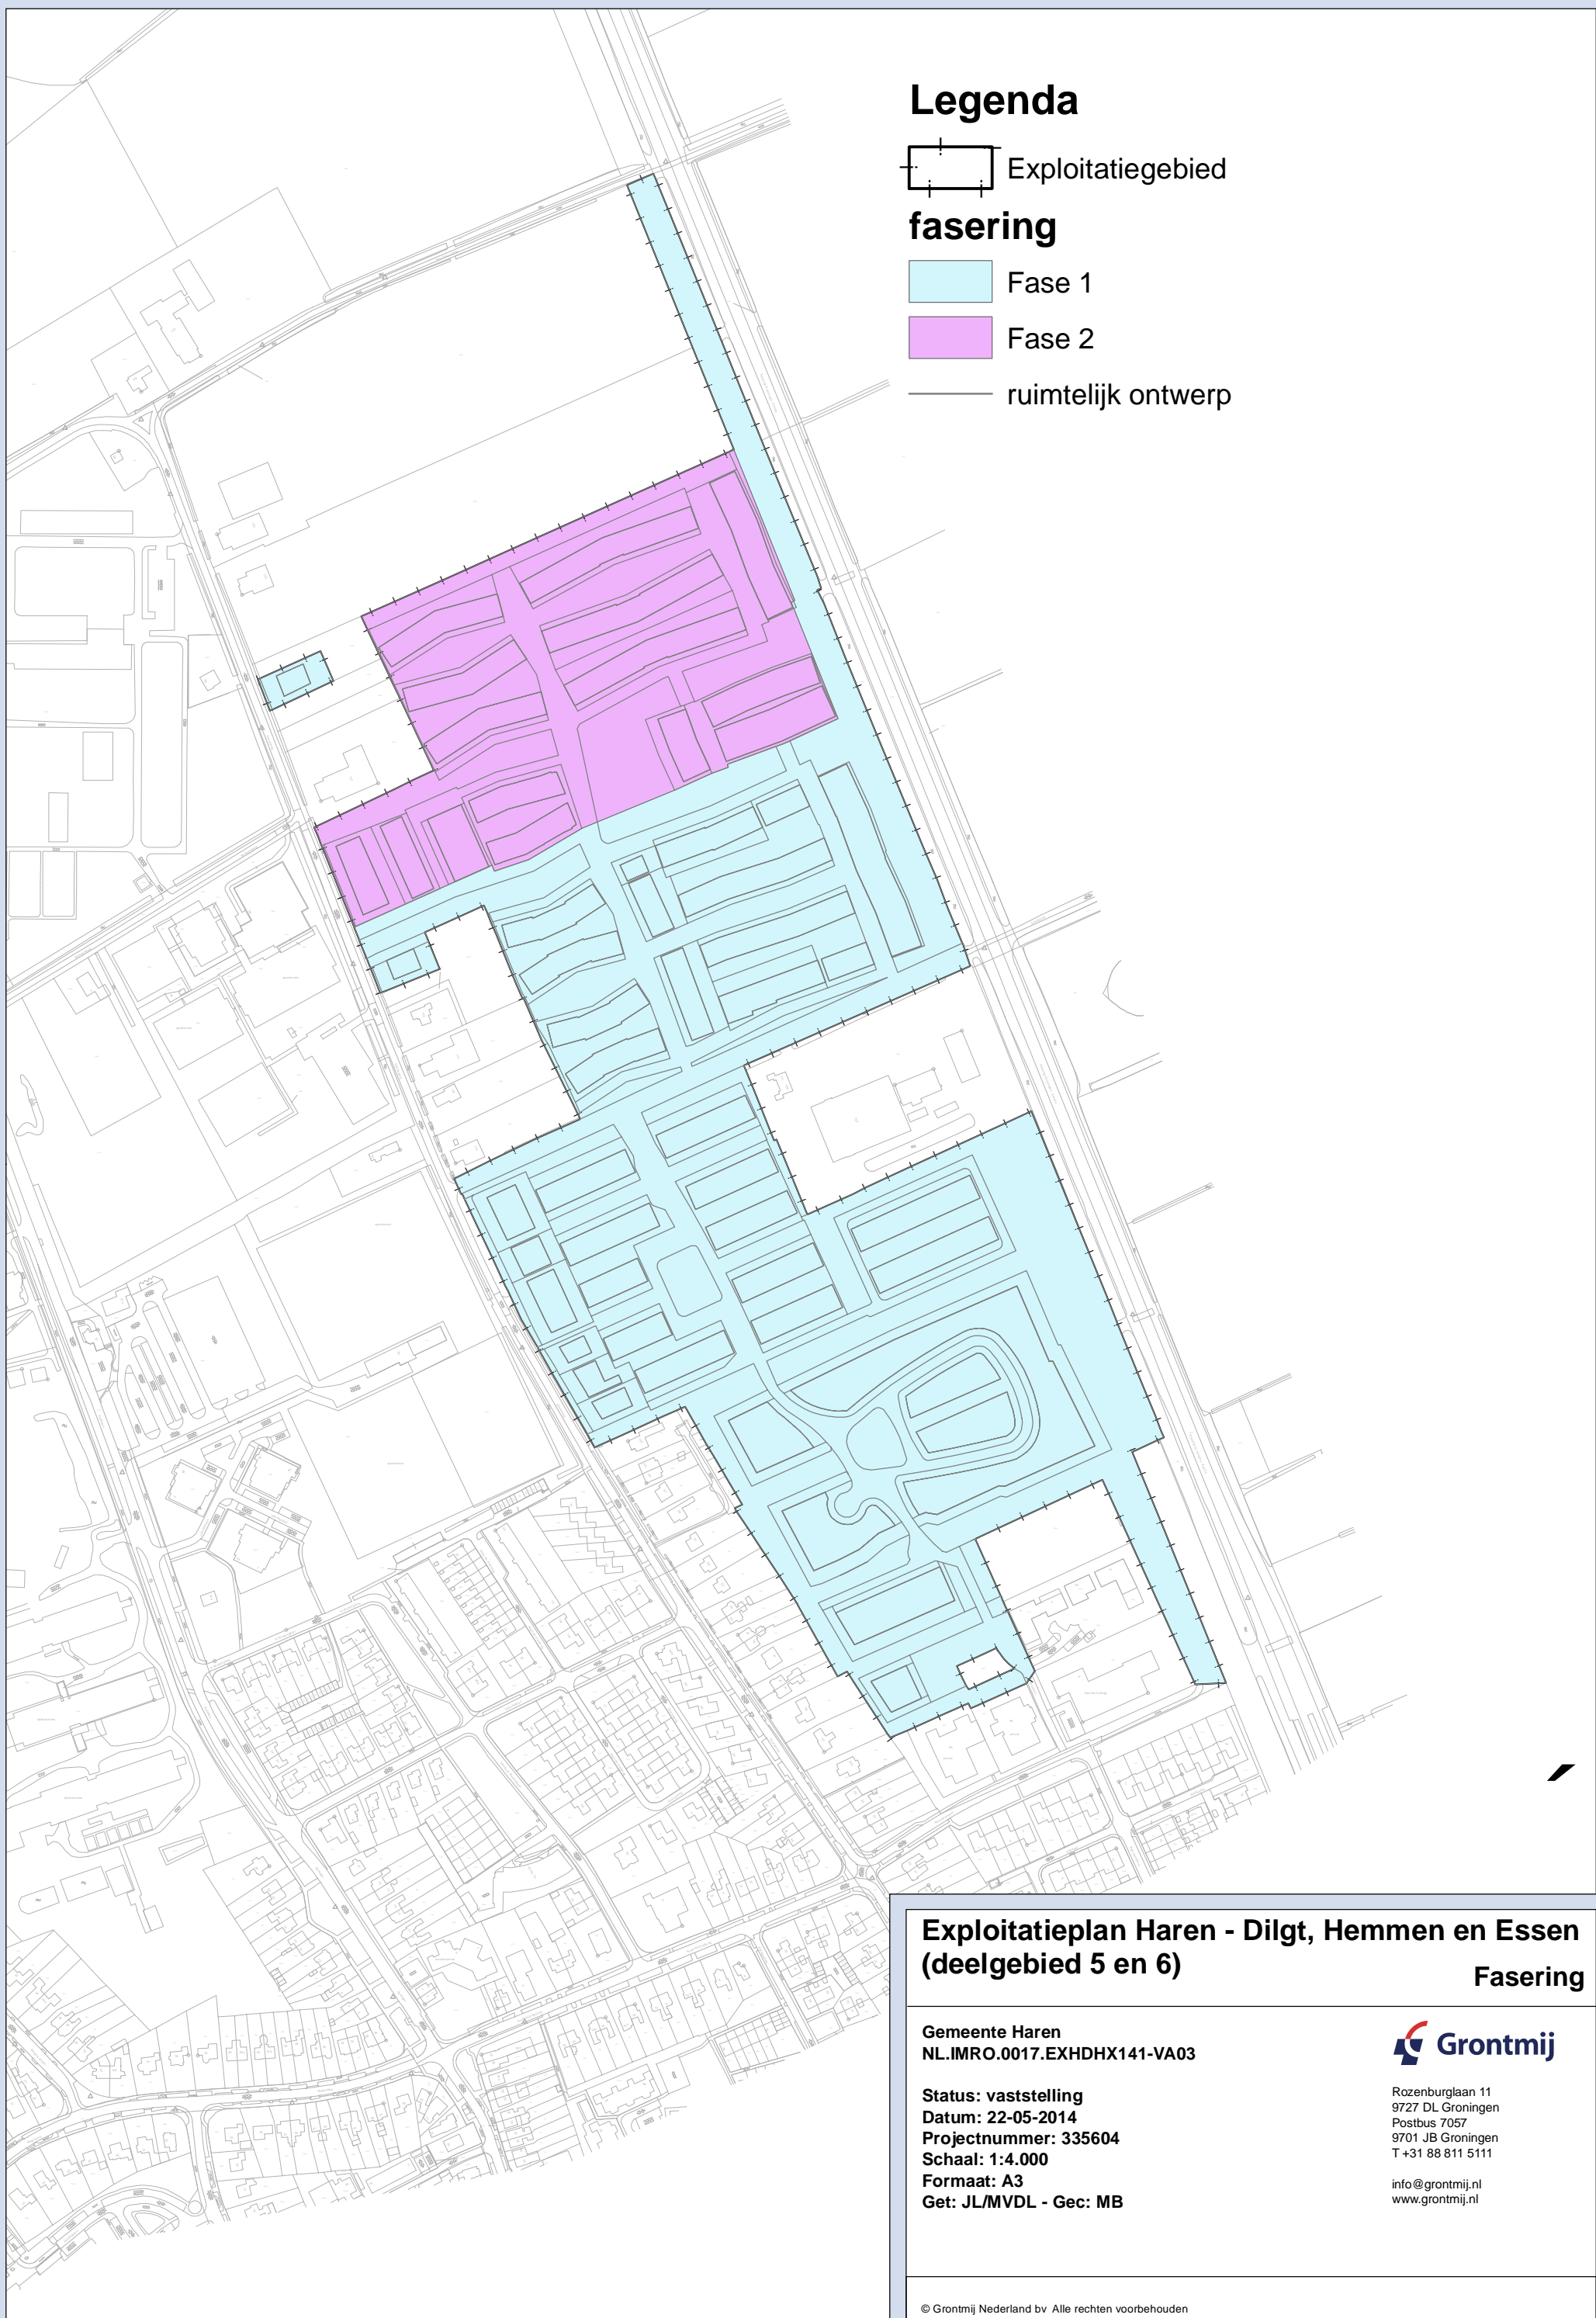 Legenda
Exploitatiegebied
fasering
Fase 1
Fase 2
ruimtelijk ontwerp
Exploitatieplan Haren - Dilgt, Hemmen en Essen
(deelgebied 5 en 6)
Fasering
Gemeente Haren
NL.IMRO.0017.EXHDHX141-VA03
Status: vaststelling
Datum: 22-05-2014
Projectnummer: 335604
Schaal: 1:4.000
Formaat: A3
Get: JL/MVDL - Gec: MB
Grontmij
Rozenburglaan 11
9727 DL Groningen
Postbus 7057
9701 JB Groningen
T +31 88 811 5111
info@grontmij.nl
www.grontmij.nl
© Grontmij Nederland bv Alle rechten voorbehouden